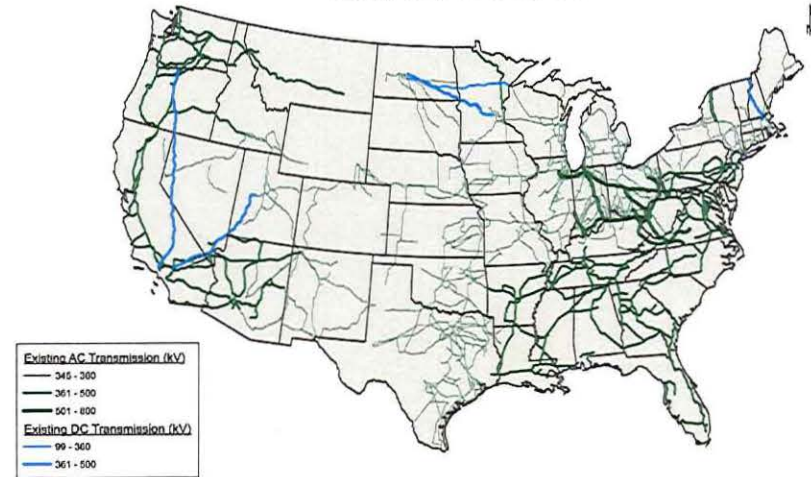 Existing AC Transmission (kV)
345 - 360
361 - 500
501 - 800
Existing DC Transmission (kV)
99 - 360
361 - 500